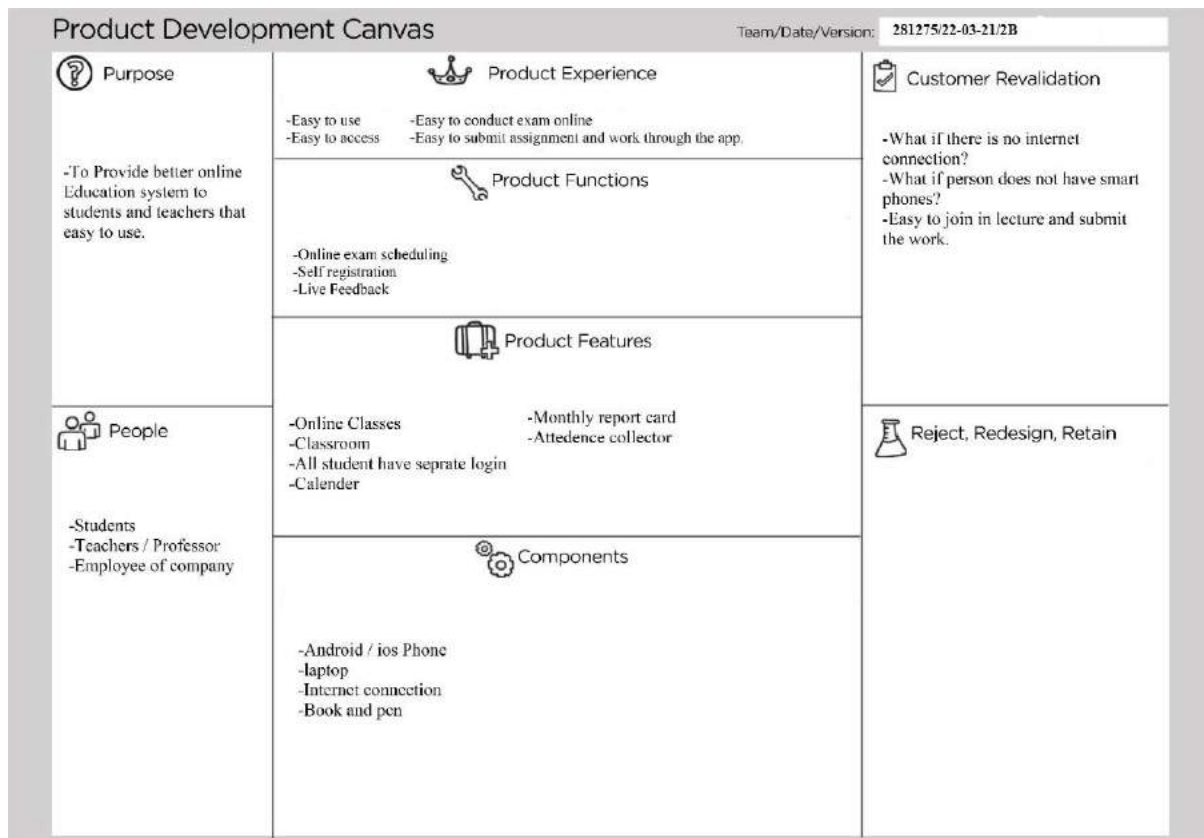 Product Development Canvas
Team/Date/Version: 281275/22-03-21/2B
Purpose
-To Provide better online
Education system to
students and teachers that
easy to use.
People
-Students
-Teachers / Professor
-Employee of company
Product Experience
-Easy to use -Easy to conduct exam online
-Easy to access -Easy to submit assignment and work through the app.
Product Functions
-Online exam scheduling
-Self registration
-Live Feedback
Product Features
-Online Classes
-Classroom
-All student have seprate login
-Calender
-Monthly report card
-Attedence collector
Components
-Android / ios Phone
-laptop
-Internet connection
-Book and pen
Customer Revalidation
-What if there is no internet
connection?
-What if person does not have smart
phones?
-Easy to join in lecture and submit
the work.
Reject, Redesign, Retain